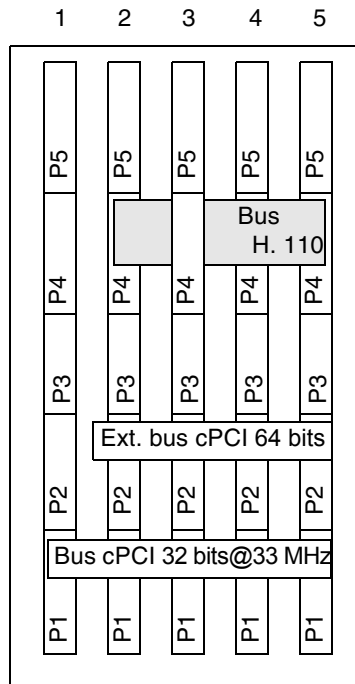 1 2 3 4 5
P5 P5 P5 P5 P5
Bus
H. 110
P4 P4 P4 P4 P4
P3 P3 P3 P3 P3
Ext. bus cPCI 64 bits
P2 P2 P2 P2 P2
Bus cPCI 32 bits@33 MHz
P1 P1 P1 P1 P1